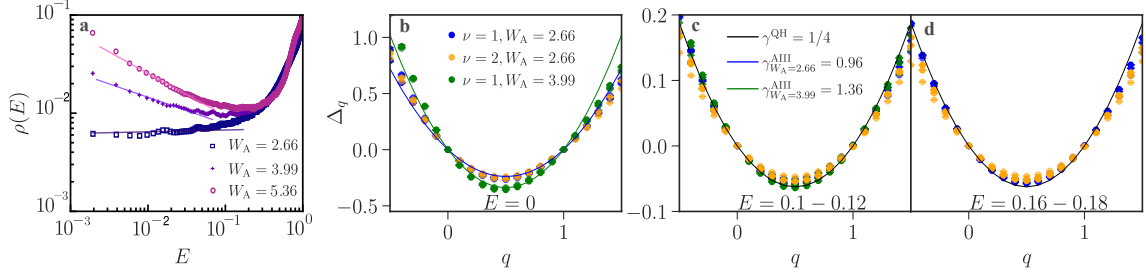 a
10⁻¹
10⁻²
10⁻³
ρ(E)
W_A = 2.66
W_A = 3.99
W_A = 5.36
10⁻³ 10⁻² 10⁻¹ 10⁰
E
b
1.0
0.5
0.0
−0.5
Δ_q
ν = 1, W_A = 2.66
ν = 2, W_A = 2.66
ν = 1, W_A = 3.99
E = 0
0 1
q
c
0.2
0.1
0.0
−0.1
γ^QH = 1/4
γ^AIII_{W_A=2.66} = 0.96
γ^AIII_{W_A=3.99} = 1.36
E = 0.1 − 0.12
0 1
q
d
E = 0.16 − 0.18
0 1
q